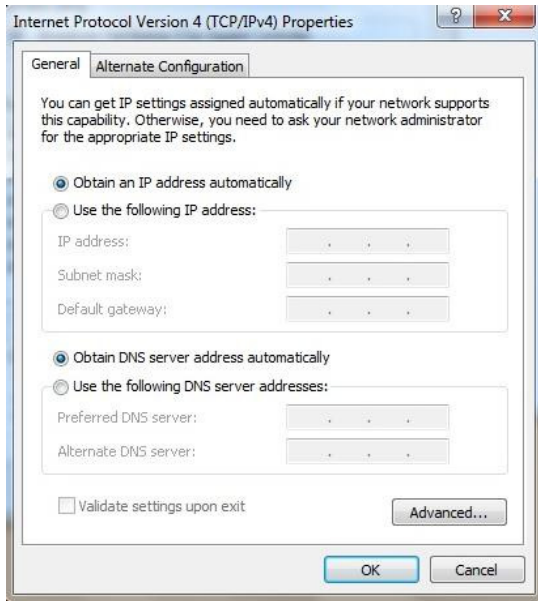 Internet Protocol Version 4 (TCP/IPv4) Properties
?
X
General
Alternate Configuration
You can get IP settings assigned automatically if your network supports
this capability. Otherwise, you need to ask your network administrator
for the appropriate IP settings.
Obtain an IP address automatically
Use the following IP address:
IP address:
. . .
Subnet mask:
. . .
Default gateway:
. . .
Obtain DNS server address automatically
Use the following DNS server addresses:
Preferred DNS server:
. . .
Alternate DNS server:
. . .
Validate settings upon exit
Advanced...
OK
Cancel